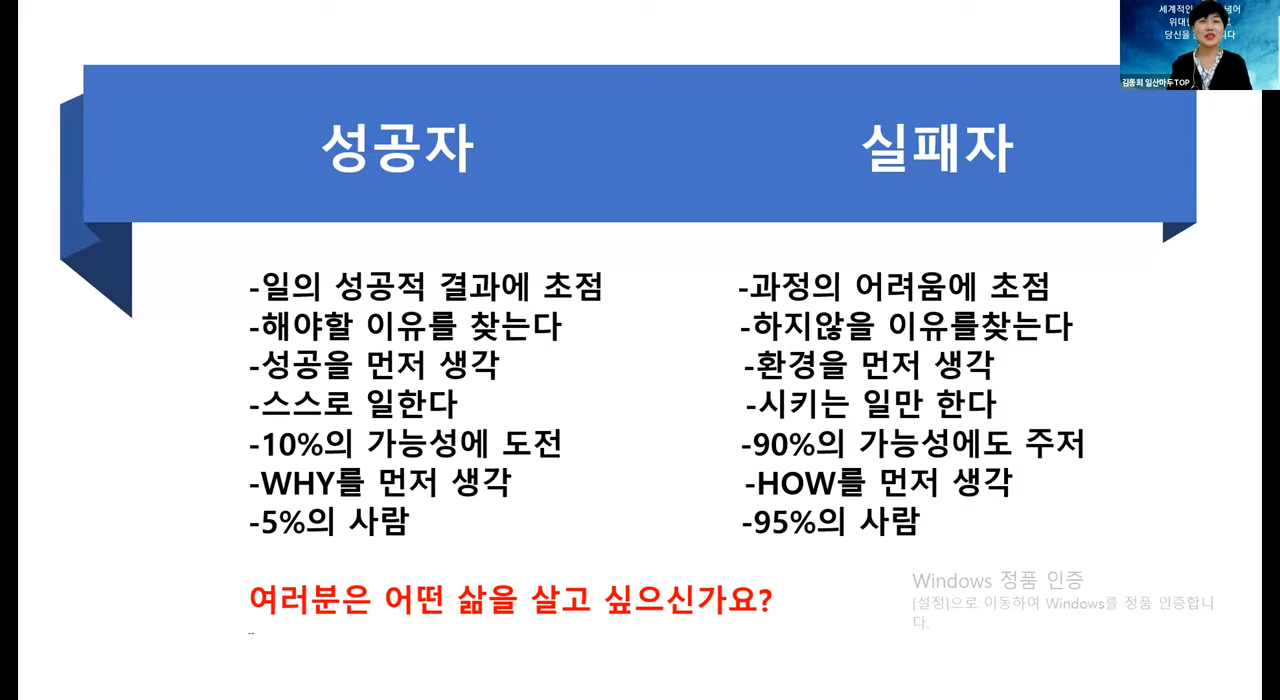 세계적인 넘어
당신을
김동희 일산마두TOP
성공자 실패자
-일의 성공적 결과에 초점 -과정의 어려움에 초점
-해야할 이유를 찾는다 -하지않을 이유를찾는다
-성공을 먼저 생각 -환경을 먼저 생각
-스스로 일한다 -시키는 일만 한다
-10%의 가능성에 도전 -90%의 가능성에도 주저
-WHY를 먼저 생각 -HOW를 먼저 생각
-5%의 사람 -95%의 사람
여러분은 어떤 삶을 살고 싶으신가요?
Windows 정품 인증
[설정]으로 이동하여 Windows를 정품 인증합니
다.